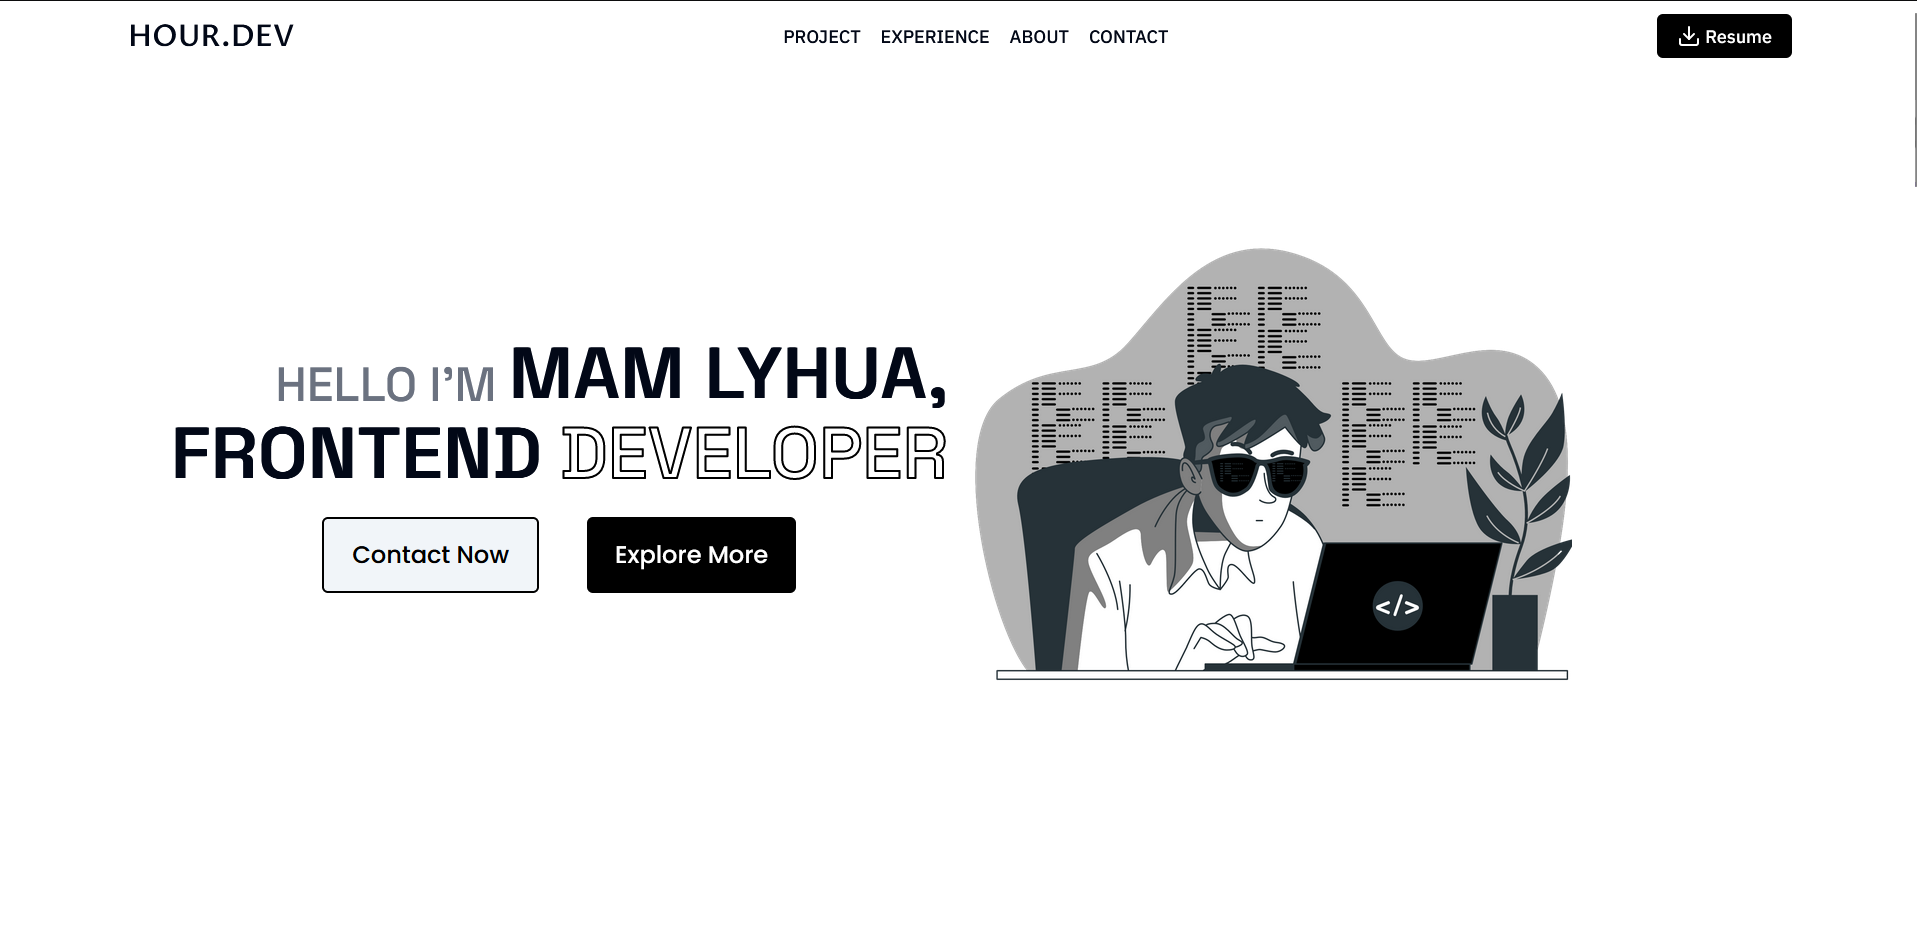 HOUR.DEV
PROJECT EXPERIENCE ABOUT CONTACT
Resume
HELLO I'M MAM LYHUA,
FRONTEND DEVELOPER
Contact Now Explore More
</>